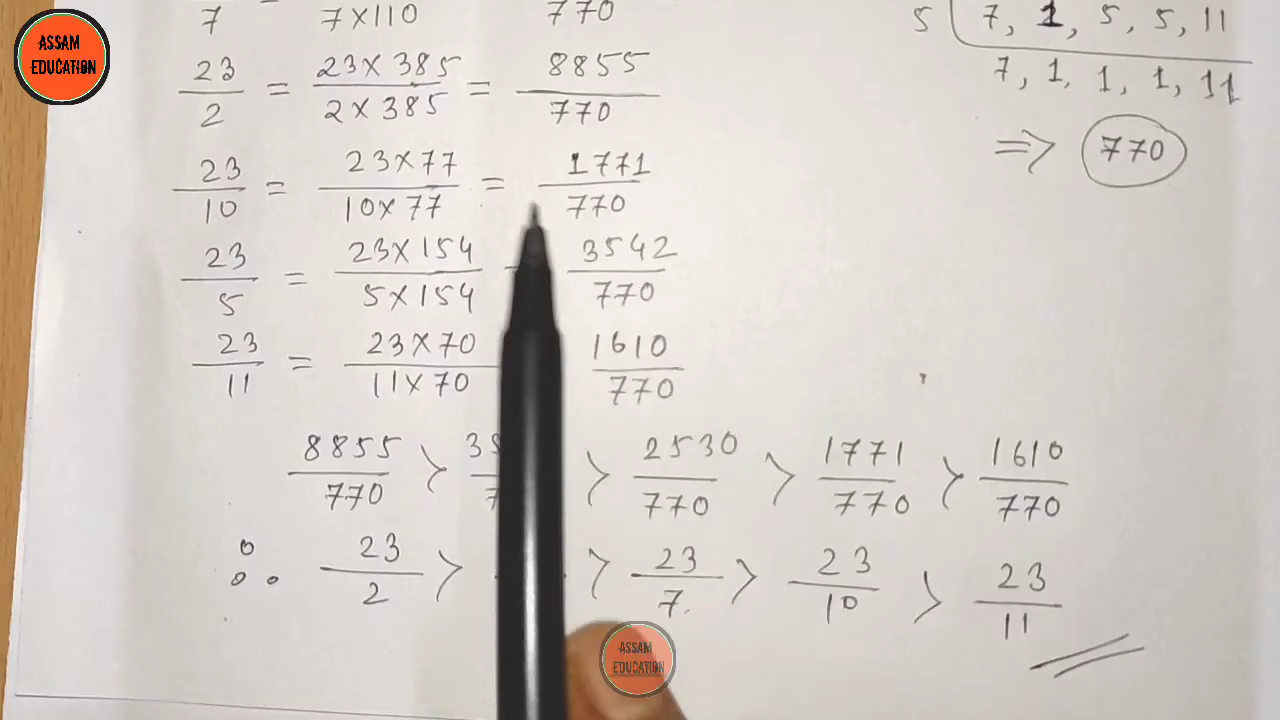 ASSAM
EDUCATION
7 7×110 770
5 | 7, 1, 5, 5, 11
7, 1, 1, 1, 11
⇒ 770
23/2 = 23×385/2×385 = 8855/770
23/10 = 23×77/10×77 = 1771/770
23/5 = 23×154/5×154 3542/770
23/11 = 23×70/11×70 1610/770
8855/770 > > 2530/770 > 1771/770 > 1610/770
∴ 23/2 > > 23/7 > 23/10 > 23/11
ASSAM
EDUCATION